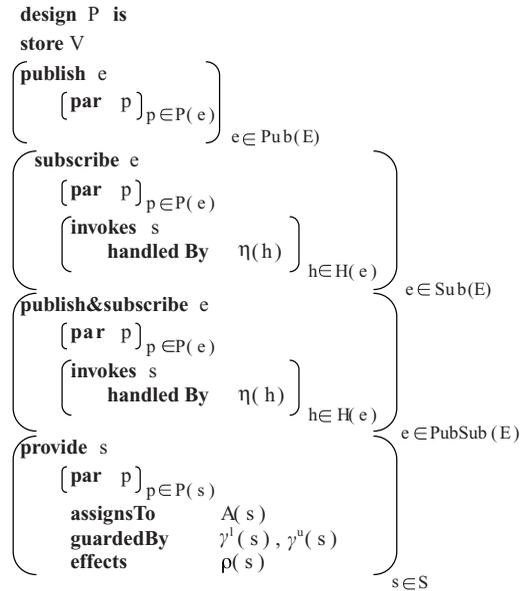 design P is
store V
publish e
par p p∈P(e)
e∈Pub(E)
subscribe e
par p p∈P(e)
invokes s
handled By η(h)
h∈H(e)
e∈Sub(E)
publish&subscribe e
par p p∈P(e)
invokes s
handled By η(h)
h∈H(e)
e∈PubSub(E)
provide s
par p p∈P(s)
assignsTo A(s)
guardedBy γˡ(s), γᵘ(s)
effects ρ(s)
s∈S